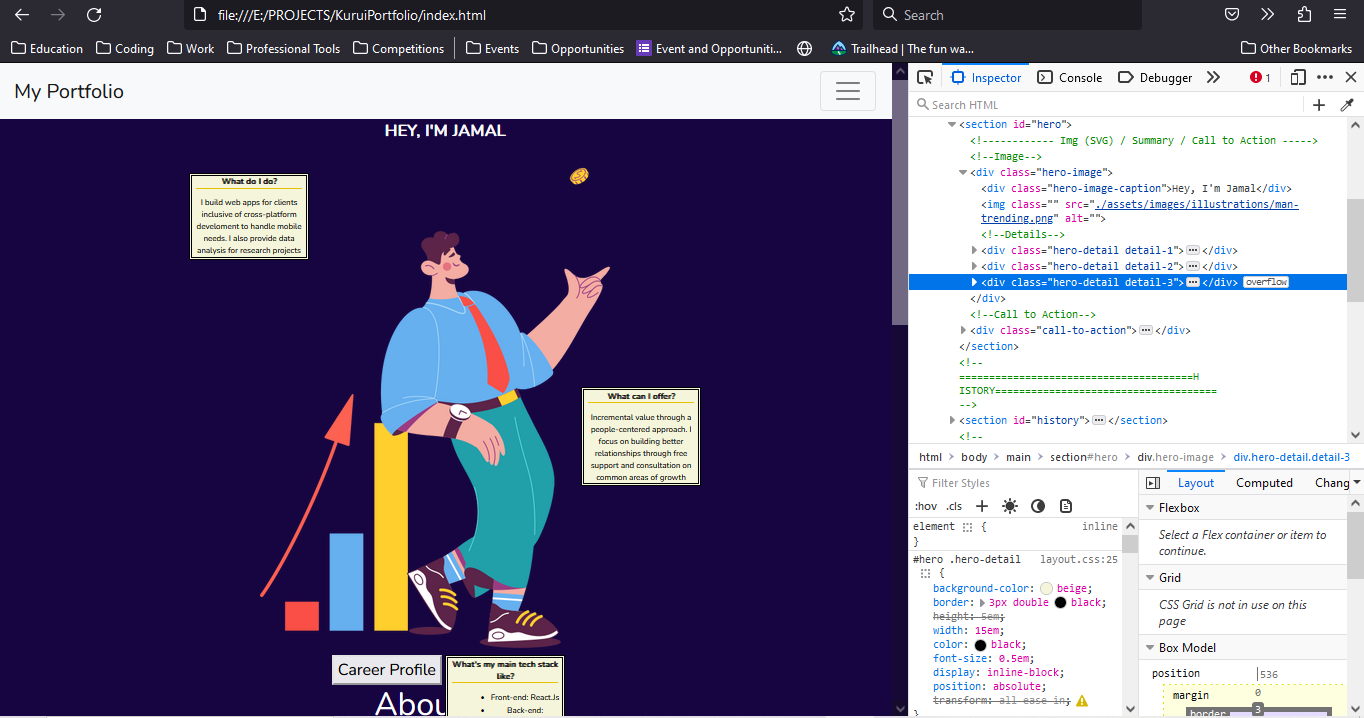 file:///E:/PROJECTS/KuruiPortfolio/index.html
Search
Education
Coding
Work
Professional Tools
Competitions
Events
Opportunities
Event and Opportuniti...
Trailhead | The fun wa...
Other Bookmarks
My Portfolio
HEY, I'M JAMAL
What do I do?
I build web apps for clients
inclusive of cross-platform
develoment to handle mobile
needs. I also provide data
analysis for research projects
What can I offer?
Incremental value through a
people-centered approach. I
focus on building better
relationships through free
support and consultation on
common areas of growth
Career Profile
What's my main tech stack
like?
Front-end: React.Js
Back-end:
Abou
Inspector
Console
Debugger
1
Search HTML
<section id="hero">
<!------------ Img (SVG) / Summary / Call to Action ----->
<!--Image-->
<div class="hero-image">
<div class="hero-image-caption">Hey, I'm Jamal</div>
<img class="" src="./assets/images/illustrations/man-
trending.png" alt="">
<!--Details-->
<div class="hero-detail detail-1"></div>
<div class="hero-detail detail-2"></div>
<div class="hero-detail detail-3"></div> overflow
</div>
<!--Call to Action-->
<div class="call-to-action"></div>
</section>
<!--
=======================================H
ISTORY=====================================
-->
<section id="history"></section>
<!--
html > body > main > section#hero > div.hero-image > div.hero-detail.detail-3
Filter Styles
:hov .cls
element { inline
}
#hero .hero-detail layout.css:25
{
background-color: beige;
border: 3px double black;
height: 5em;
width: 15em;
color: black;
font-size: 0.5em;
display: inline-block;
position: absolute;
transform: all ease in;
}
Layout
Computed
Chang
Flexbox
Select a Flex container or item to
continue.
Grid
CSS Grid is not in use on this
page
Box Model
position
536
margin
0
border
3